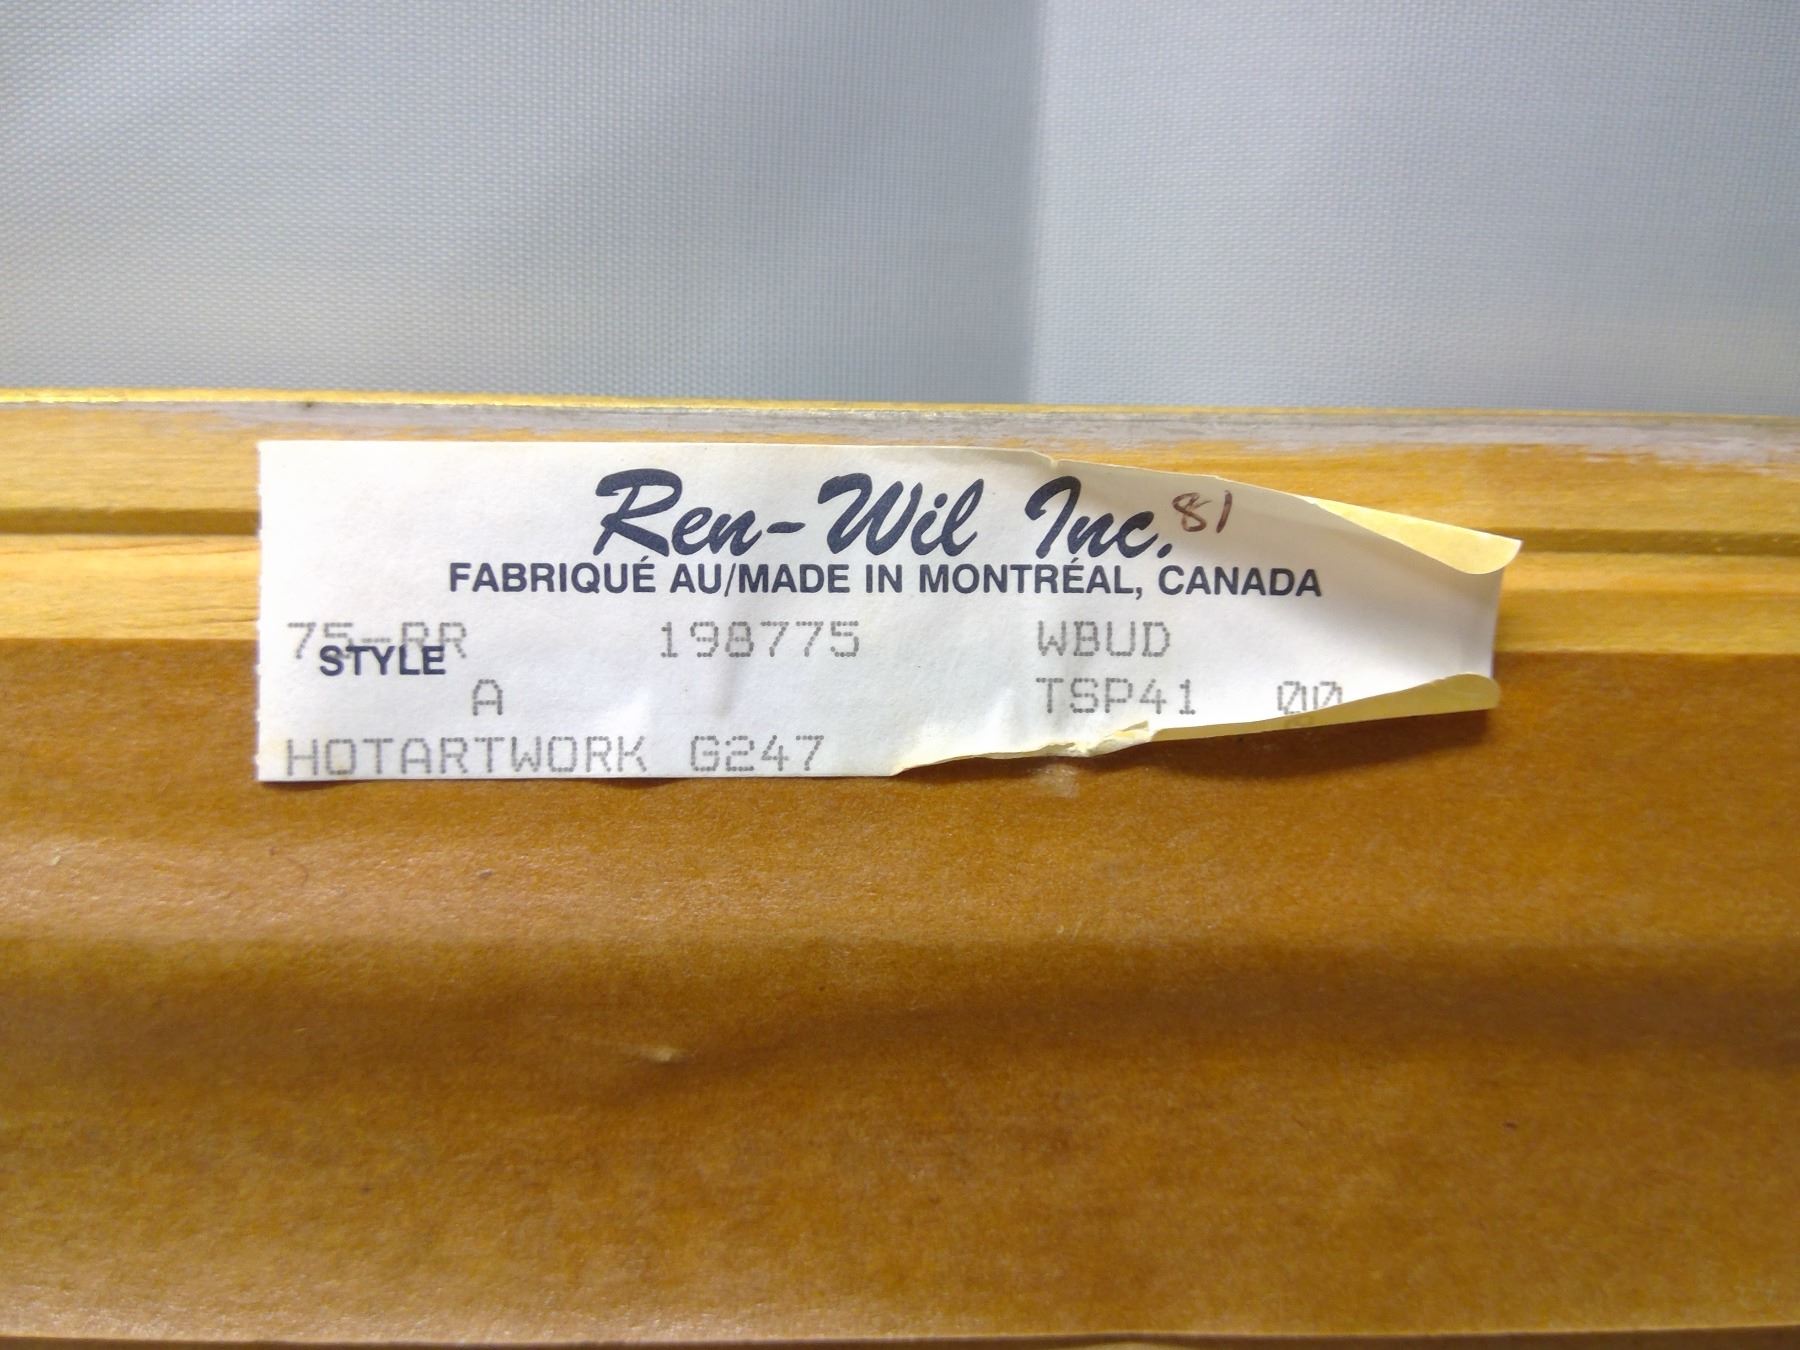 Ren-Wil Inc. 81
FABRIQUÉ AU/MADE IN MONTRÉAL, CANADA
75-RR 198775 WBUD
STYLE
A TSP41 00
HOTARTWORK G247